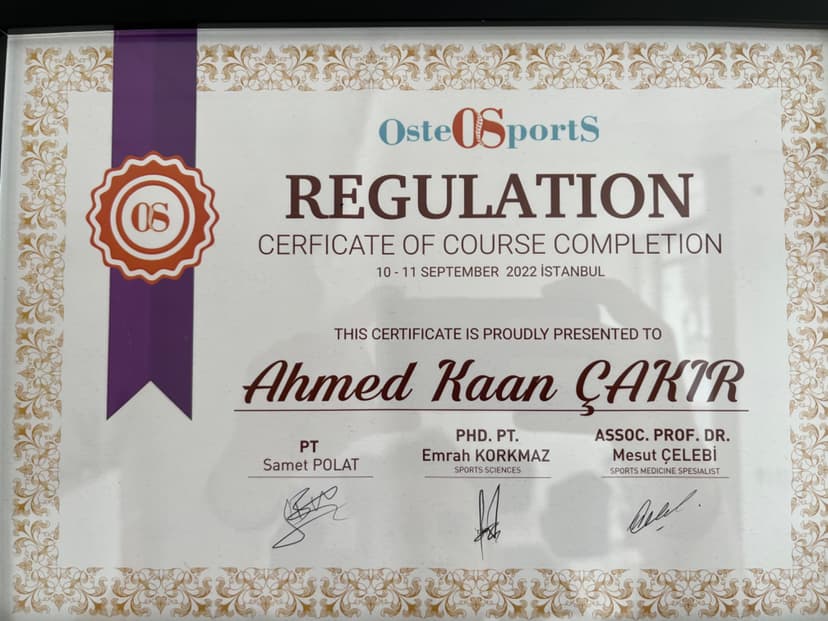 OsteOSportS
REGULATION
CERFICATE OF COURSE COMPLETION
10 - 11 SEPTEMBER 2022 İSTANBUL
OS
THIS CERTIFICATE IS PROUDLY PRESENTED TO
Ahmed Kaan ÇAKIR
PT
Samet POLAT
PHD. PT.
Emrah KORKMAZ
SPORTS SCIENCES
ASSOC. PROF. DR.
Mesut ÇELEBİ
SPORTS MEDICINE SPESIALIST